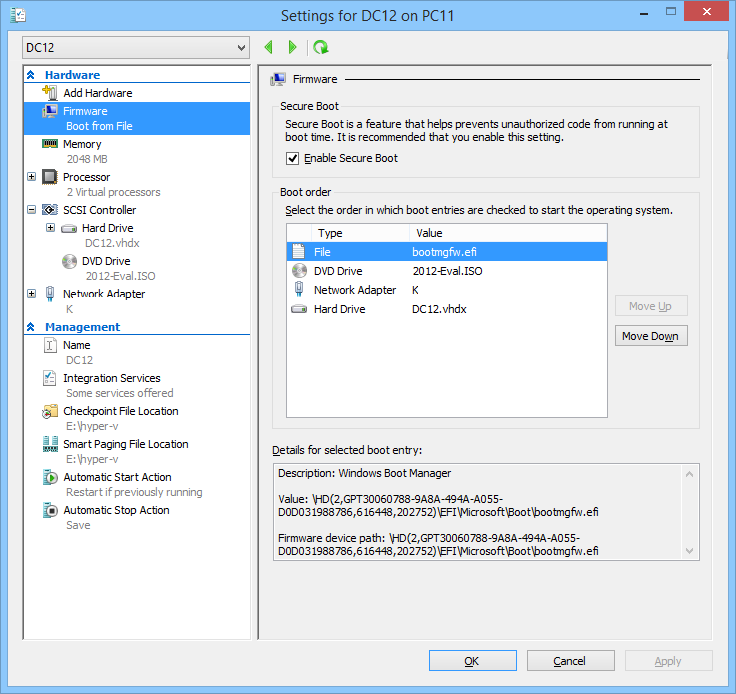 Settings for DC12 on PC11
DC12
Hardware
Add Hardware
Firmware
Boot from File
Memory
2048 MB
Processor
2 Virtual processors
SCSI Controller
Hard Drive
DC12.vhdx
DVD Drive
2012-Eval.ISO
Network Adapter
K
Management
Name
DC12
Integration Services
Some services offered
Checkpoint File Location
E:\hyper-v
Smart Paging File Location
E:\hyper-v
Automatic Start Action
Restart if previously running
Automatic Stop Action
Save
Firmware
Secure Boot
Secure Boot is a feature that helps prevents unauthorized code from running at
boot time. It is recommended that you enable this setting.
Enable Secure Boot
Boot order
Select the order in which boot entries are checked to start the operating system.
Type Value
File bootmgfw.efi
DVD Drive 2012-Eval.ISO
Network Adapter K
Hard Drive DC12.vhdx
Move Up
Move Down
Details for selected boot entry:
Description: Windows Boot Manager
Value: \HD(2,GPT30060788-9A8A-494A-A055-
D0D031988786,616448,202752)\EFI\Microsoft\Boot\bootmgfw.efi
Firmware device path: \HD(2,GPT30060788-9A8A-494A-A055-
D0D031988786,616448,202752)\EFI\Microsoft\Boot\bootmgfw.efi
OK Cancel Apply